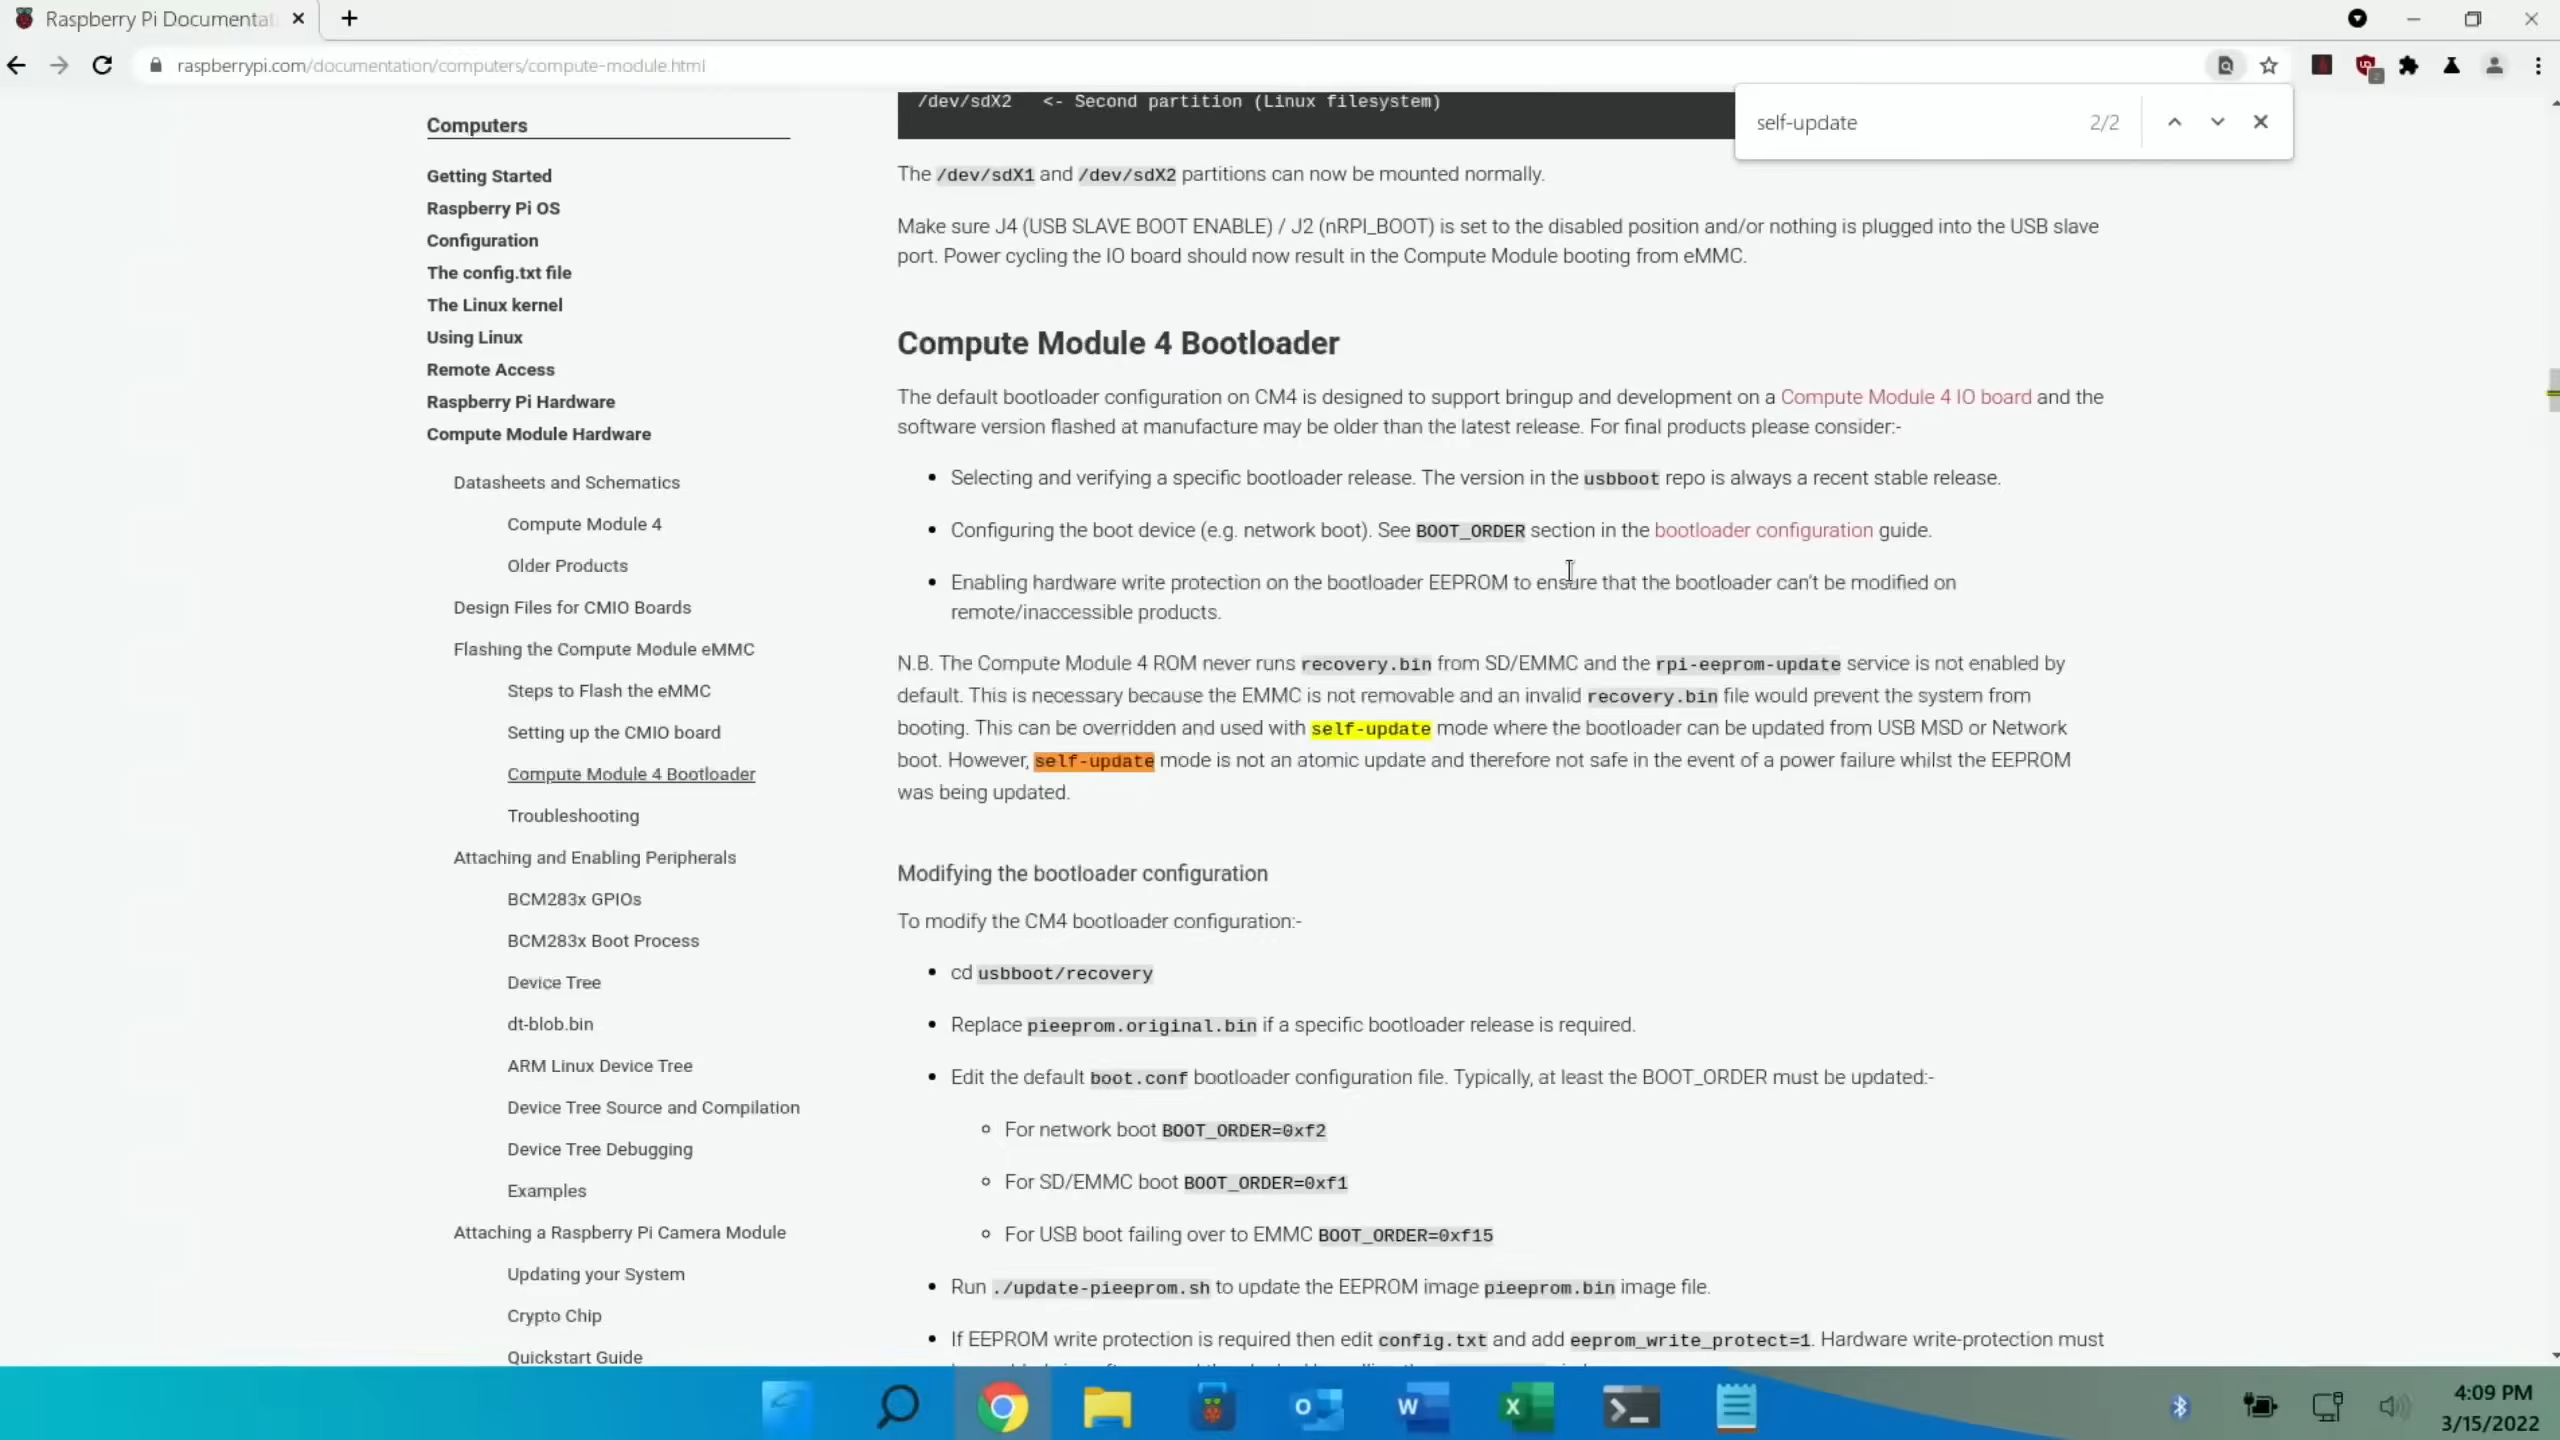 Raspberry Pi Documentat
raspberrypi.com/documentation/computers/compute-module.html
2
self-update
2/2
Computers
Getting Started
Raspberry Pi OS
Configuration
The config.txt file
The Linux kernel
Using Linux
Remote Access
Raspberry Pi Hardware
Compute Module Hardware
Datasheets and Schematics
Compute Module 4
Older Products
Design Files for CMIO Boards
Flashing the Compute Module eMMC
Steps to Flash the eMMC
Setting up the CMIO board
Compute Module 4 Bootloader
Troubleshooting
Attaching and Enabling Peripherals
BCM283x GPIOs
BCM283x Boot Process
Device Tree
dt-blob.bin
ARM Linux Device Tree
Device Tree Source and Compilation
Device Tree Debugging
Examples
Attaching a Raspberry Pi Camera Module
Updating your System
Crypto Chip
Quickstart Guide
/dev/sdX2 <- Second partition (Linux filesystem)
The /dev/sdX1 and /dev/sdX2 partitions can now be mounted normally.
Make sure J4 (USB SLAVE BOOT ENABLE) / J2 (nRPI_BOOT) is set to the disabled position and/or nothing is plugged into the USB slave
port. Power cycling the IO board should now result in the Compute Module booting from eMMC.
Compute Module 4 Bootloader
The default bootloader configuration on CM4 is designed to support bringup and development on a Compute Module 4 IO board and the
software version flashed at manufacture may be older than the latest release. For final products please consider:-
• Selecting and verifying a specific bootloader release. The version in the usbboot repo is always a recent stable release.
• Configuring the boot device (e.g. network boot). See BOOT_ORDER section in the bootloader configuration guide.
• Enabling hardware write protection on the bootloader EEPROM to ensure that the bootloader can't be modified on
remote/inaccessible products.
N.B. The Compute Module 4 ROM never runs recovery.bin from SD/EMMC and the rpi-eeprom-update service is not enabled by
default. This is necessary because the EMMC is not removable and an invalid recovery.bin file would prevent the system from
booting. This can be overridden and used with self-update mode where the bootloader can be updated from USB MSD or Network
boot. However, self-update mode is not an atomic update and therefore not safe in the event of a power failure whilst the EEPROM
was being updated.
Modifying the bootloader configuration
To modify the CM4 bootloader configuration:-
• cd usbboot/recovery
• Replace pieeprom.original.bin if a specific bootloader release is required.
• Edit the default boot.conf bootloader configuration file. Typically, at least the BOOT_ORDER must be updated:-
◦ For network boot BOOT_ORDER=0xf2
◦ For SD/EMMC boot BOOT_ORDER=0xf1
◦ For USB boot failing over to EMMC BOOT_ORDER=0xf15
• Run ./update-pieeprom.sh to update the EEPROM image pieeprom.bin image file.
• If EEPROM write protection is required then edit config.txt and add eeprom_write_protect=1. Hardware write-protection must
4:09 PM
3/15/2022